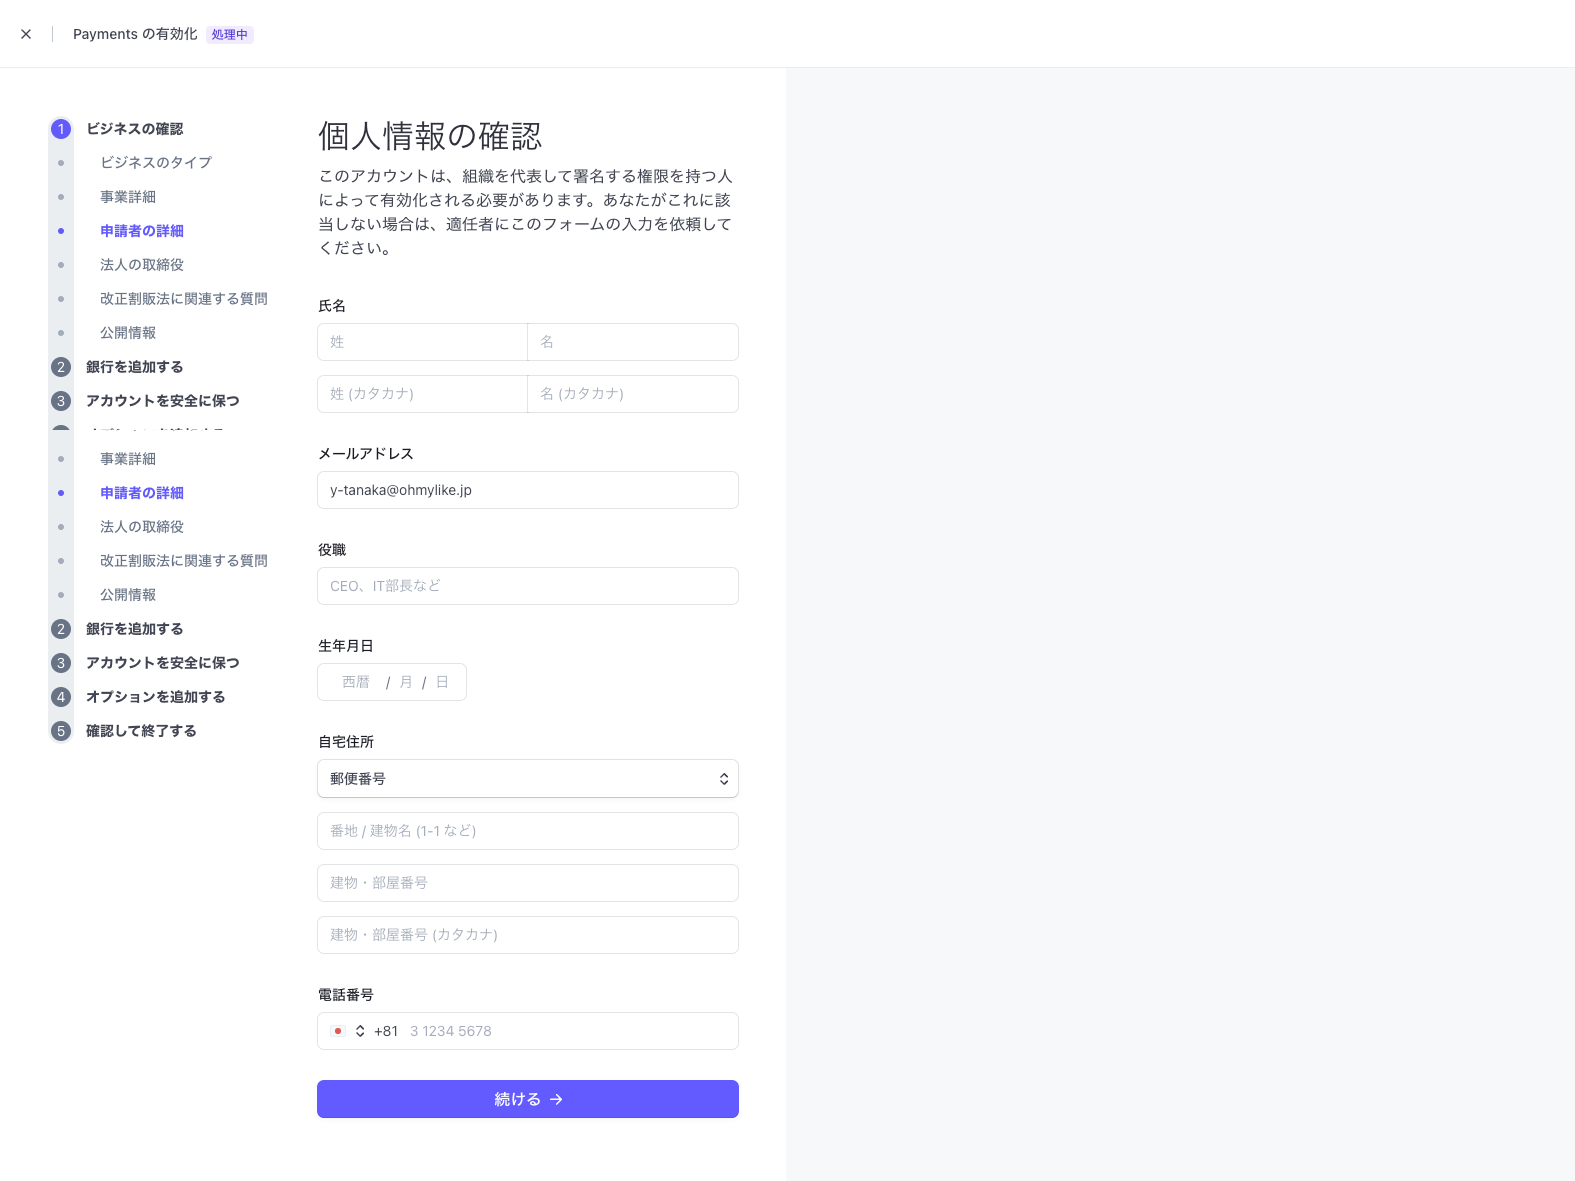 Payments の有効化 処理中
1 ビジネスの確認
ビジネスのタイプ
事業詳細
申請者の詳細
法人の取締役
改正割販法に関連する質問
公開情報
2 銀行を追加する
3 アカウントを安全に保つ
事業詳細
申請者の詳細
法人の取締役
改正割販法に関連する質問
公開情報
2 銀行を追加する
3 アカウントを安全に保つ
4 オプションを追加する
5 確認して終了する
個人情報の確認
このアカウントは、組織を代表して署名する権限を持つ人
によって有効化される必要があります。あなたがこれに該
当しない場合は、適任者にこのフォームの入力を依頼して
ください。
氏名
姓 名
姓 (カタカナ) 名 (カタカナ)
メールアドレス
y-tanaka@ohmylike.jp
役職
CEO、IT部長など
生年月日
西暦 / 月 / 日
自宅住所
郵便番号
番地 / 建物名 (1-1 など)
建物・部屋番号
建物・部屋番号 (カタカナ)
電話番号
+81 3 1234 5678
続ける →